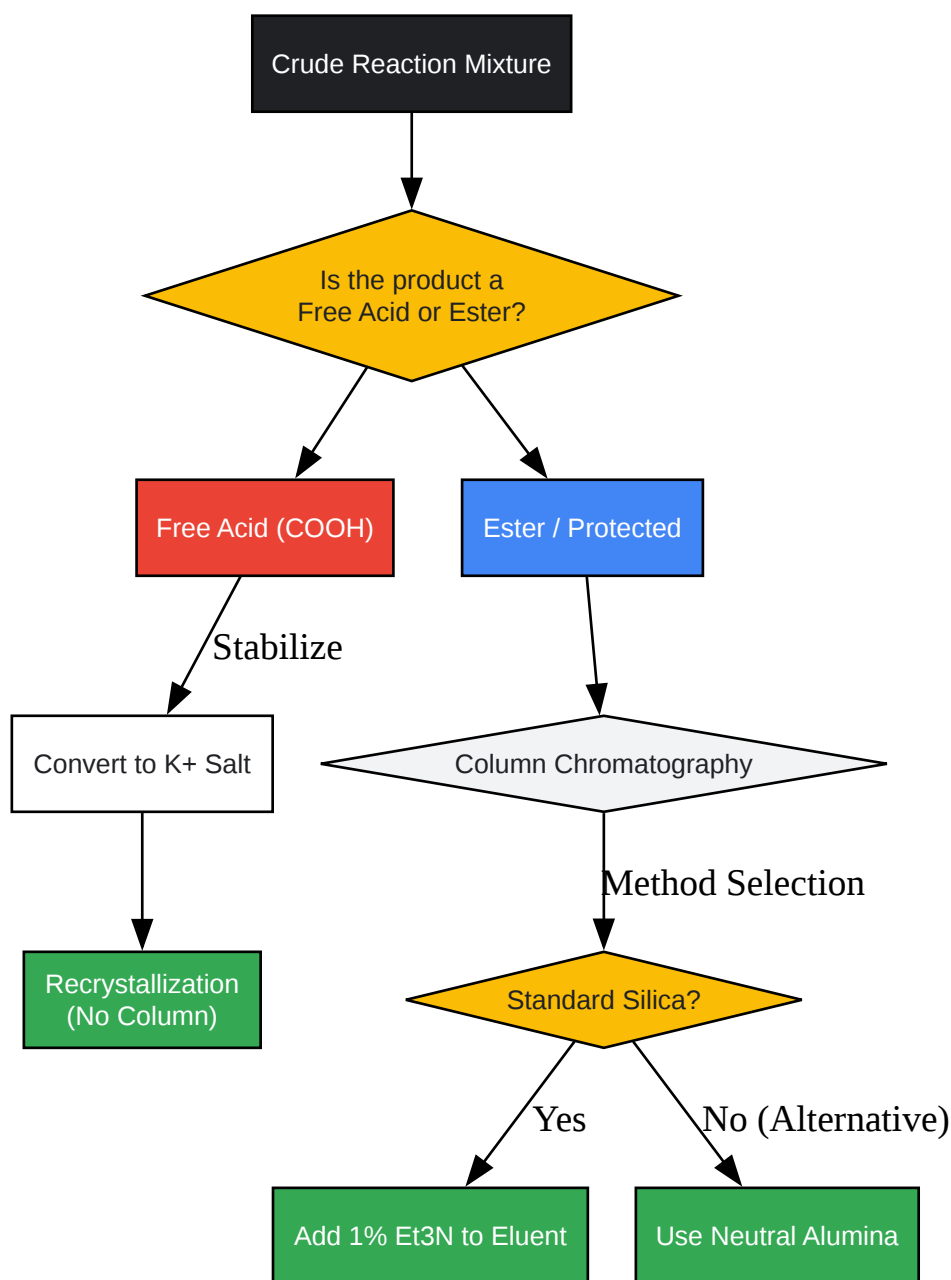 Crude Reaction Mixture
Is the product a
Free Acid or Ester?
Free Acid (COOH)
Ester / Protected
Stabilize
Convert to K+ Salt
Column Chromatography
Method Selection
Recrystallization
(No Column)
Standard Silica?
Yes
No (Alternative)
Add 1% Et3N to Eluent
Use Neutral Alumina